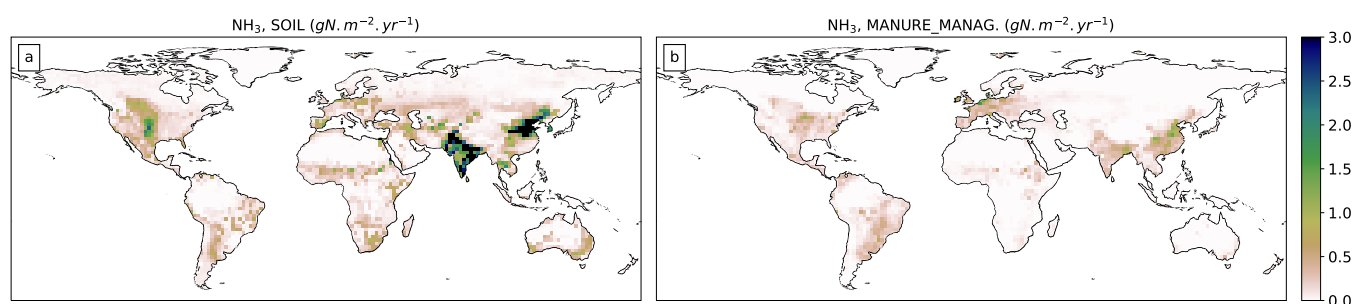 NH₃, SOIL (gN.m⁻².yr⁻¹)
NH₃, MANURE_MANAG. (gN.m⁻².yr⁻¹)
a
b
3.0
2.5
2.0
1.5
1.0
0.5
0.0